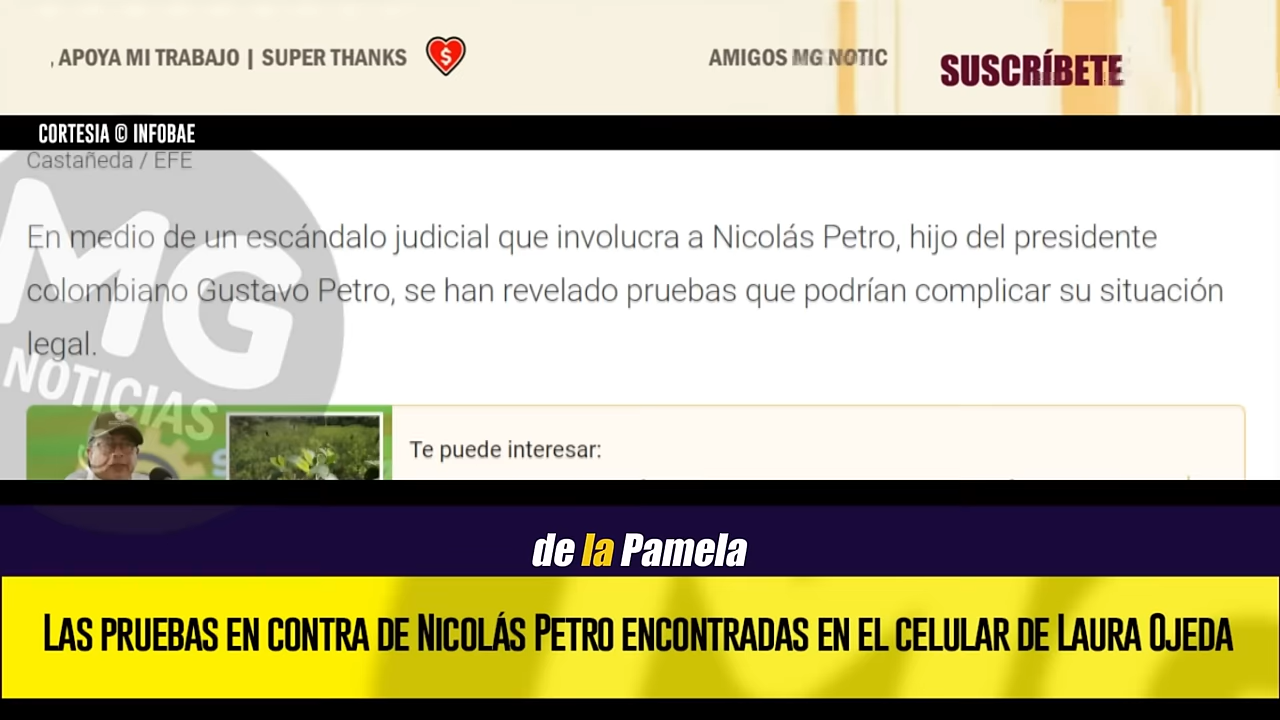 , APOYA MI TRABAJO | SUPER THANKS
$
AMIGOS MG NOTIC
SUSCRÍBETE
CORTESIA © INFOBAE
Castañeda / EFE
En medio de un escándalo judicial que involucra a Nicolás Petro, hijo del presidente
colombiano Gustavo Petro, se han revelado pruebas que podrían complicar su situación
legal.
MG
NOTICIAS
Te puede interesar:
de la Pamela
LAS PRUEBAS EN CONTRA DE NICOLÁS PETRO ENCONTRADAS EN EL CELULAR DE LAURA OJEDA